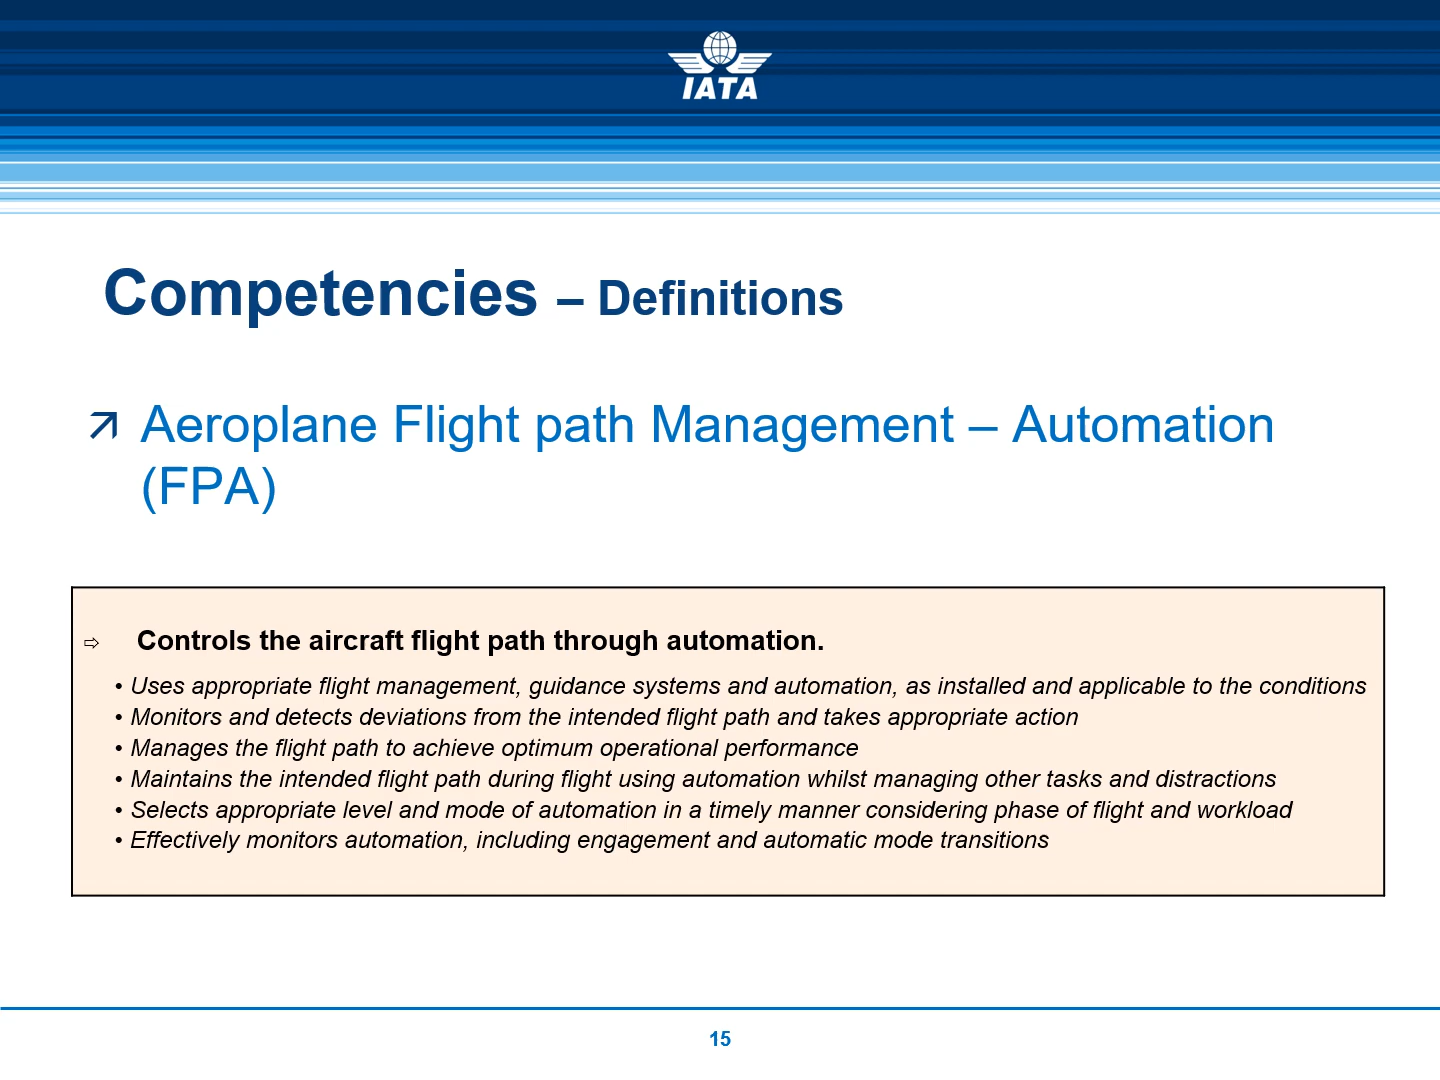 IATA
Competencies – Definitions
Aeroplane Flight path Management – Automation
(FPA)
⇨ Controls the aircraft flight path through automation.
• Uses appropriate flight management, guidance systems and automation, as installed and applicable to the conditions
• Monitors and detects deviations from the intended flight path and takes appropriate action
• Manages the flight path to achieve optimum operational performance
• Maintains the intended flight path during flight using automation whilst managing other tasks and distractions
• Selects appropriate level and mode of automation in a timely manner considering phase of flight and workload
• Effectively monitors automation, including engagement and automatic mode transitions
15